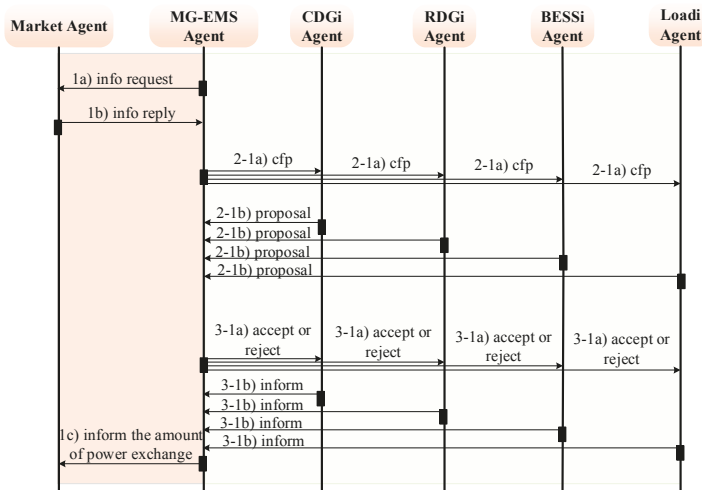 Market Agent
MG-EMS
Agent
CDGi
Agent
RDGi
Agent
BESSi
Agent
Loadi
Agent
1a) info request
1b) info reply
2-1a) cfp
2-1a) cfp
2-1a) cfp
2-1a) cfp
2-1b) proposal
2-1b) proposal
2-1b) proposal
2-1b) proposal
3-1a) accept or
reject
3-1a) accept or
reject
3-1a) accept or
reject
3-1a) accept or
reject
3-1b) inform
3-1b) inform
3-1b) inform
3-1b) inform
1c) inform the amount
of power exchange